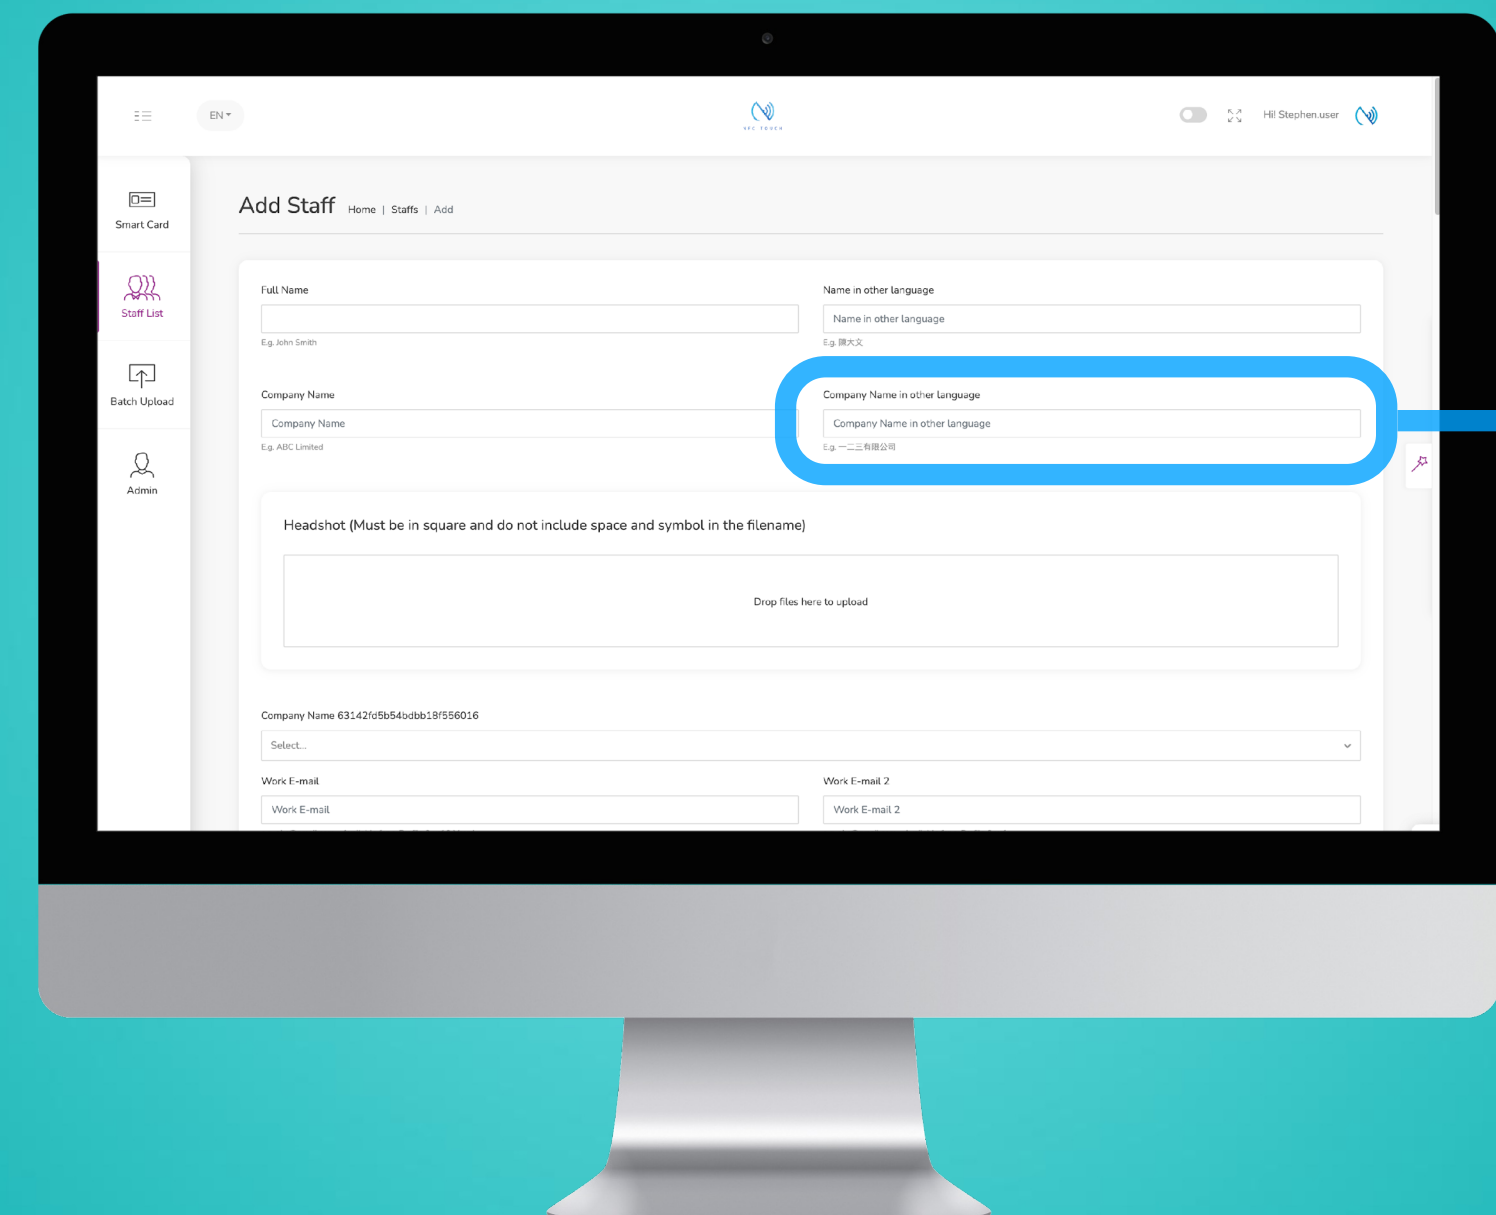 EN
NFC TOUCH
Hi! Stephen.user
Smart Card
Staff List
Batch Upload
Admin
Add Staff Home | Staffs | Add
Full Name
Name in other language
Name in other language
E.g. John Smith
E.g. 陳大文
Company Name
Company Name in other language
Company Name
Company Name in other language
E.g. ABC Limited
E.g. 一二三有限公司
Headshot (Must be in square and do not include space and symbol in the filename)
Drop files here to upload
Company Name 63142fd5b54bdbb18f556016
Select...
Work E-mail
Work E-mail 2
Work E-mail
Work E-mail 2